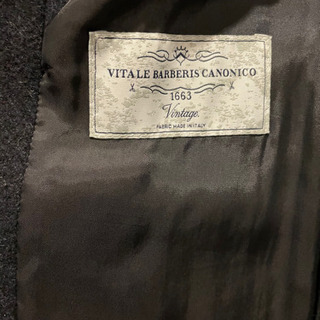 VITALE BARBERIS CANONICO
1663
Vintage.
FABRIC MADE IN ITALY